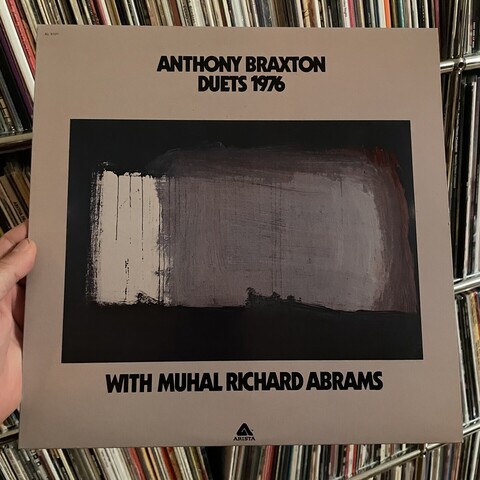 ANTHONY BRAXTON
DUETS 1976
WITH MUHAL RICHARD ABRAMS
ARISTA